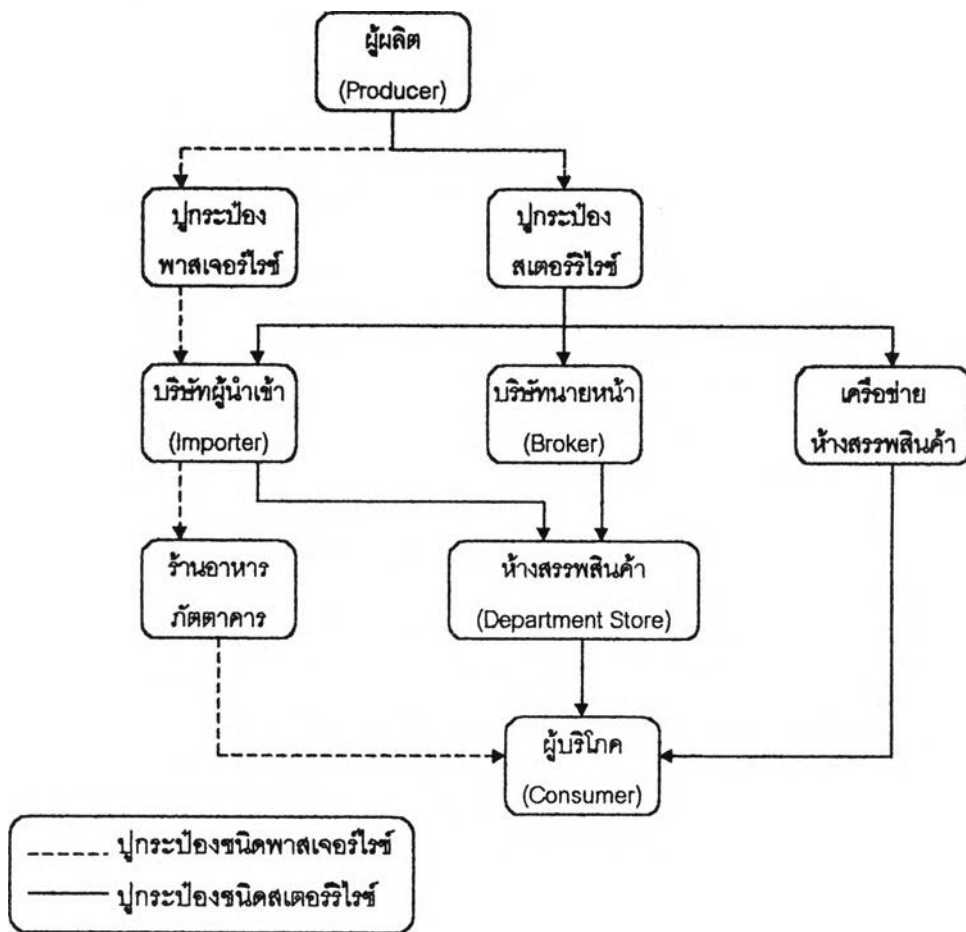 ผู้ผลิต
(Producer)
ปูกระป๋อง
พาสเจอร์ไรซ์
ปูกระป๋อง
สเตอร์ริไรซ์
บริษัทผู้นำเข้า
(Importer)
บริษัทนายหน้า
(Broker)
เครือข่าย
ห้างสรรพสินค้า
ร้านอาหาร
ภัตตาคาร
ห้างสรรพสินค้า
(Department Store)
ผู้บริโภค
(Consumer)
ปูกระป๋องชนิดพาสเจอร์ไรซ์
ปูกระป๋องชนิดสเตอร์ริไรซ์